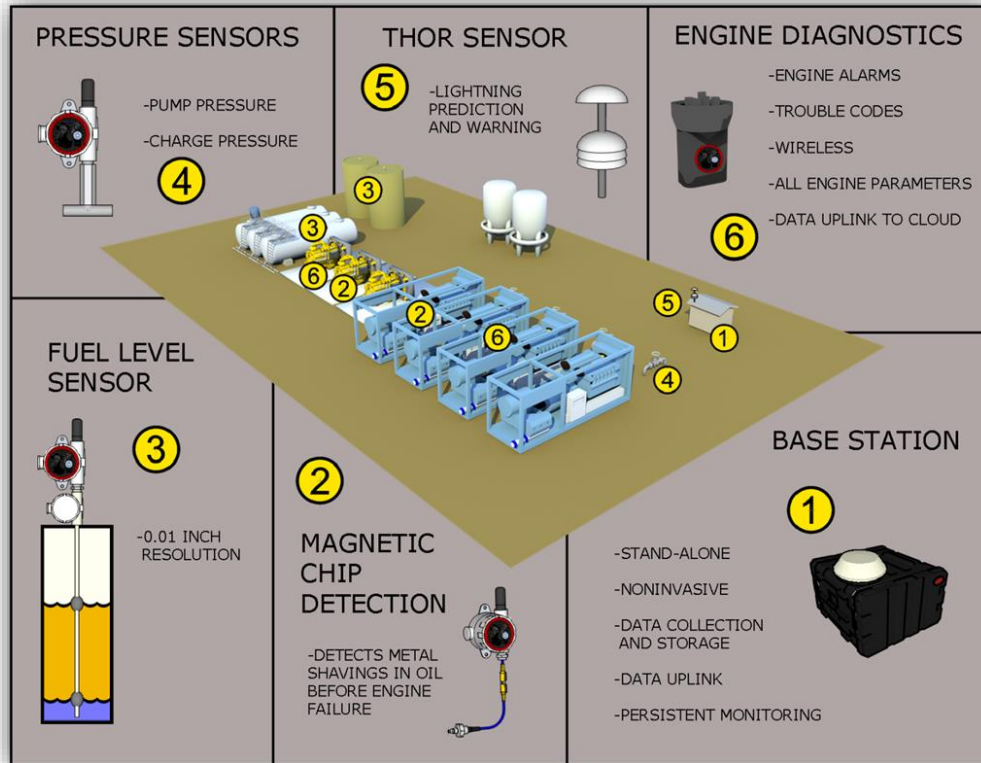 PRESSURE SENSORS
-PUMP PRESSURE
-CHARGE PRESSURE
4
THOR SENSOR
5
-LIGHTNING
PREDICTION
AND WARNING
ENGINE DIAGNOSTICS
-ENGINE ALARMS
-TROUBLE CODES
-WIRELESS
-ALL ENGINE PARAMETERS
-DATA UPLINK TO CLOUD
6
3
3
6
2
2
6
5
1
4
FUEL LEVEL
SENSOR
3
-0.01 INCH
RESOLUTION
2
MAGNETIC
CHIP
DETECTION
-DETECTS METAL
SHAVINGS IN OIL
BEFORE ENGINE
FAILURE
BASE STATION
1
-STAND-ALONE
-NONINVASIVE
-DATA COLLECTION
AND STORAGE
-DATA UPLINK
-PERSISTENT MONITORING